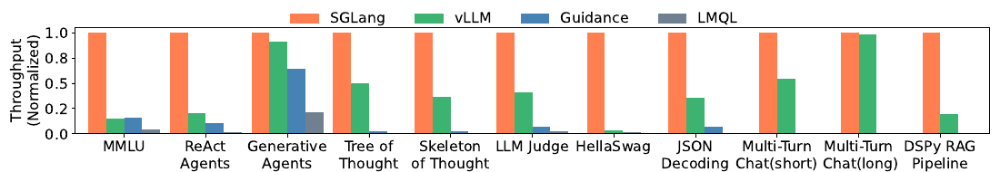 SGLang vLLM Guidance LMQL
Throughput
(Normalized)
1.0
0.8
0.5
0.2
0.0
MMLU
ReAct
Agents
Generative
Agents
Tree of
Thought
Skeleton
of Thought
LLM Judge
HellaSwag
JSON
Decoding
Multi-Turn
Chat(short)
Multi-Turn
Chat(long)
DSPy RAG
Pipeline